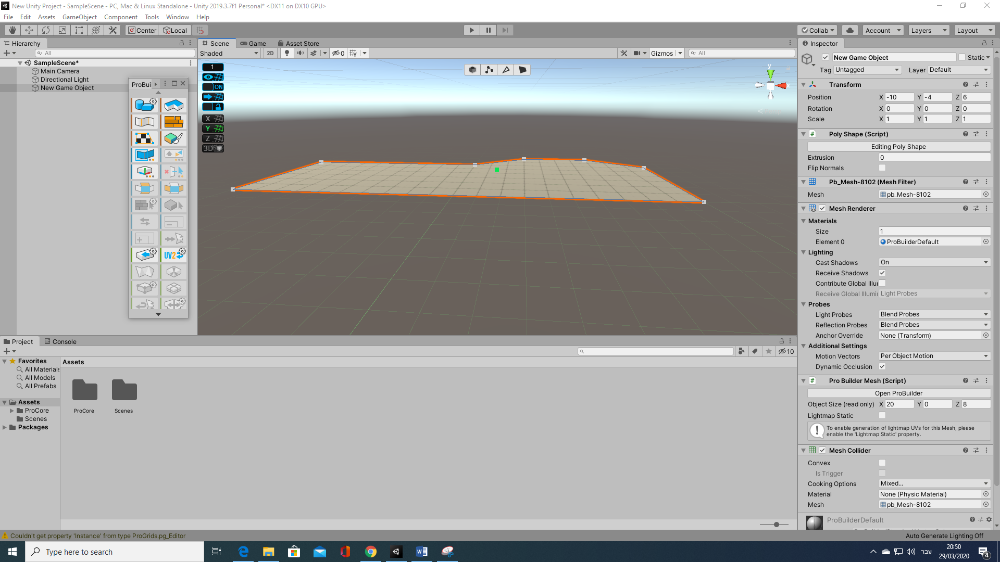 New Unity Project - SampleScene - PC, Mac & Linux Standalone - Unity 2019.3.7f1 Personal* <DX11 on DX10 GPU>
File Edit Assets GameObject Component Tools Window Help
Center Local
Collab Account Layers Layout
Hierarchy
All
SampleScene*
Main Camera
Directional Light
New Game Object
ProBui
UV2
Scene Game Asset Store
Shaded 2D 0 Gizmos All
1
ON
X
Y
Z
3D
y
x
Inspector
New Game Object Static
Tag Untagged Layer Default
Transform
Position X -10 Y -4 Z 6
Rotation X 0 Y 0 Z 0
Scale X 1 Y 1 Z 1
Poly Shape (Script)
Editing Poly Shape
Extrusion 0
Flip Normals
Pb_Mesh-8102 (Mesh Filter)
Mesh pb_Mesh-8102
Mesh Renderer
Materials
Size 1
Element 0 ProBuilderDefault
Lighting
Cast Shadows On
Receive Shadows
Contribute Global Illu
Receive Global Illumi Light Probes
Probes
Light Probes Blend Probes
Reflection Probes Blend Probes
Anchor Override None (Transform)
Additional Settings
Motion Vectors Per Object Motion
Dynamic Occlusion
Pro Builder Mesh (Script)
Open ProBuilder
Object Size (read only) X 20 Y 0 Z 8
Lightmap Static
To enable generation of lightmap UVs for this Mesh, please
enable the 'Lightmap Static' property.
Mesh Collider
Convex
Is Trigger
Cooking Options Mixed...
Material None (Physic Material)
Mesh pb_Mesh-8102
ProBuilderDefault
Project Console
10
Favorites
All Materials
All Models
All Prefabs
Assets
ProCore
Scenes
Packages
Assets
ProCore Scenes
Couldn't get property 'Instance' from type ProGrids.pg_Editor
Auto Generate Lighting Off
Type here to search
עבר
20:50
29/03/2020
4